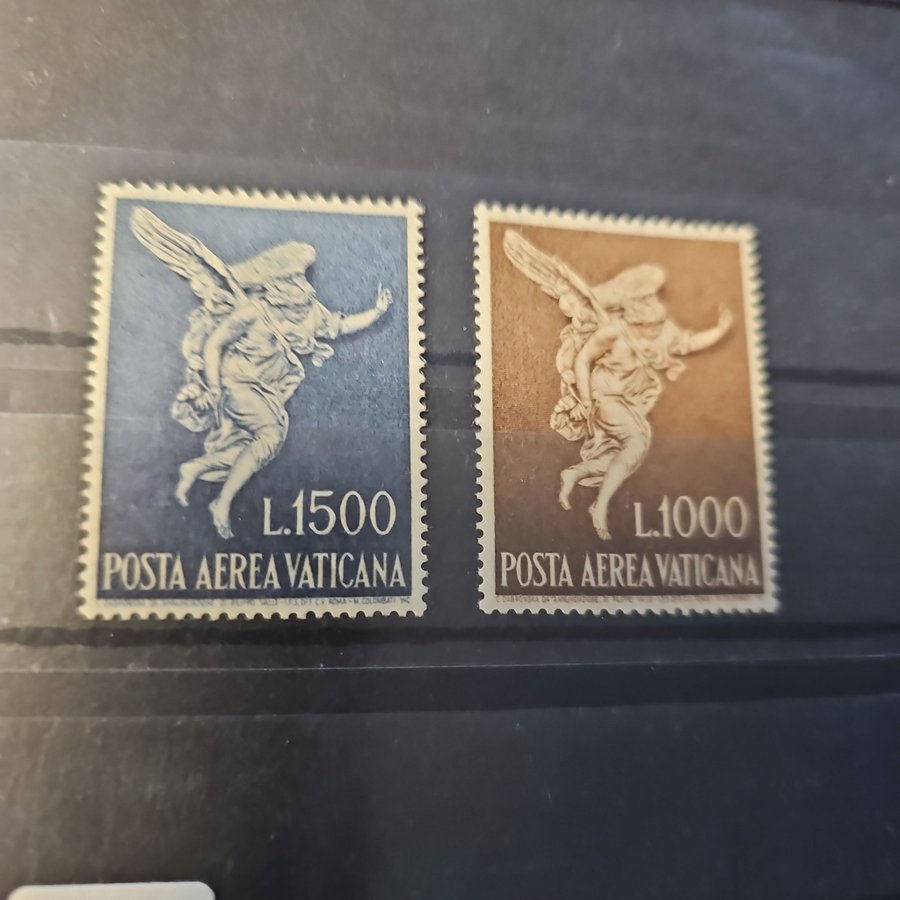 L.1500
POSTA AEREA VATICANA
L.1000
POSTA AEREA VATICANA